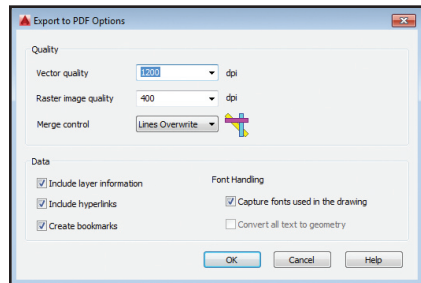 Export to PDF Options
Quality
Vector quality 1200 dpi
Raster image quality 400 dpi
Merge control Lines Overwrite
Data
Include layer information
Include hyperlinks
Create bookmarks
Font Handling
Capture fonts used in the drawing
Convert all text to geometry
OK Cancel Help